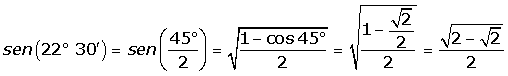 sen(22° 30′) = sen(45°/2) = √((1 − cos 45°)/2) = √((1 − √2/2)/2) = √(2 − √2)/2